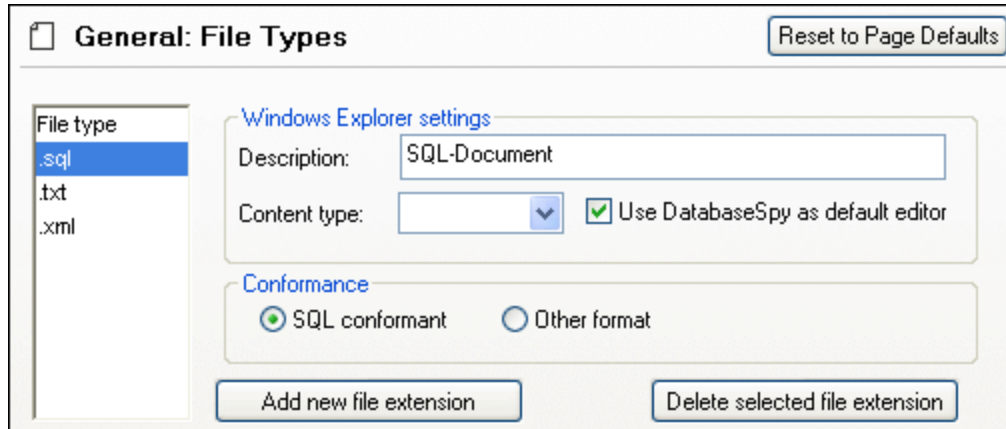 General: File Types
Reset to Page Defaults
File type
.sql
.txt
.xml
Windows Explorer settings
Description:
SQL-Document
Content type:
Use DatabaseSpy as default editor
Conformance
SQL conformant
Other format
Add new file extension
Delete selected file extension